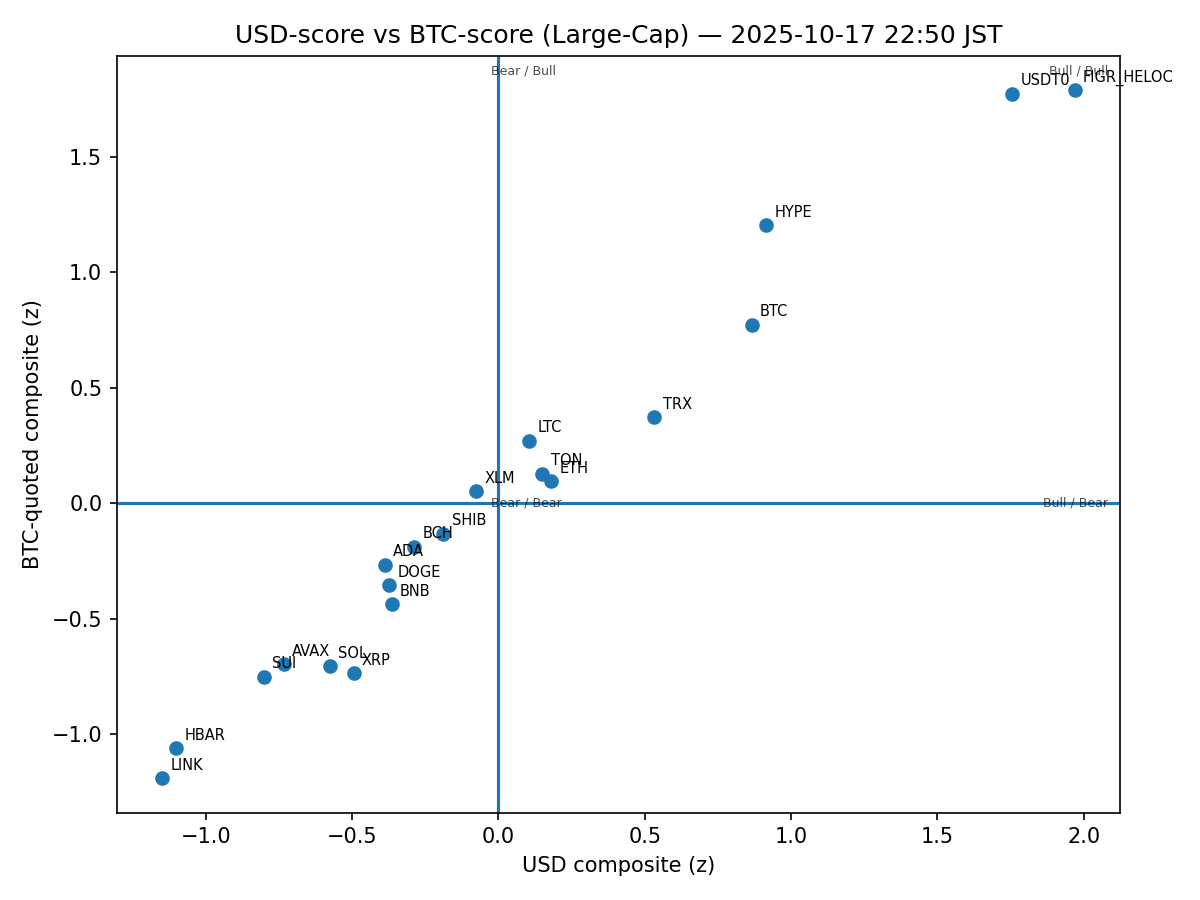 USD-score vs BTC-score (Large-Cap) — 2025-10-17 22:50 JST
Bear / Bull
Bull / Bull
USDT0
FIGR_HELOC
HYPE
BTC
TRX
LTC
TON
ETH
XLM
Bear / Bear
Bull / Bear
SHIB
BCH
ADA
DOGE
BNB
AVAX
SOL
XRP
SUI
HBAR
LINK
1.5
1.0
0.5
0.0
−0.5
−1.0
BTC-quoted composite (z)
−1.0
−0.5
0.0
0.5
1.0
1.5
2.0
USD composite (z)